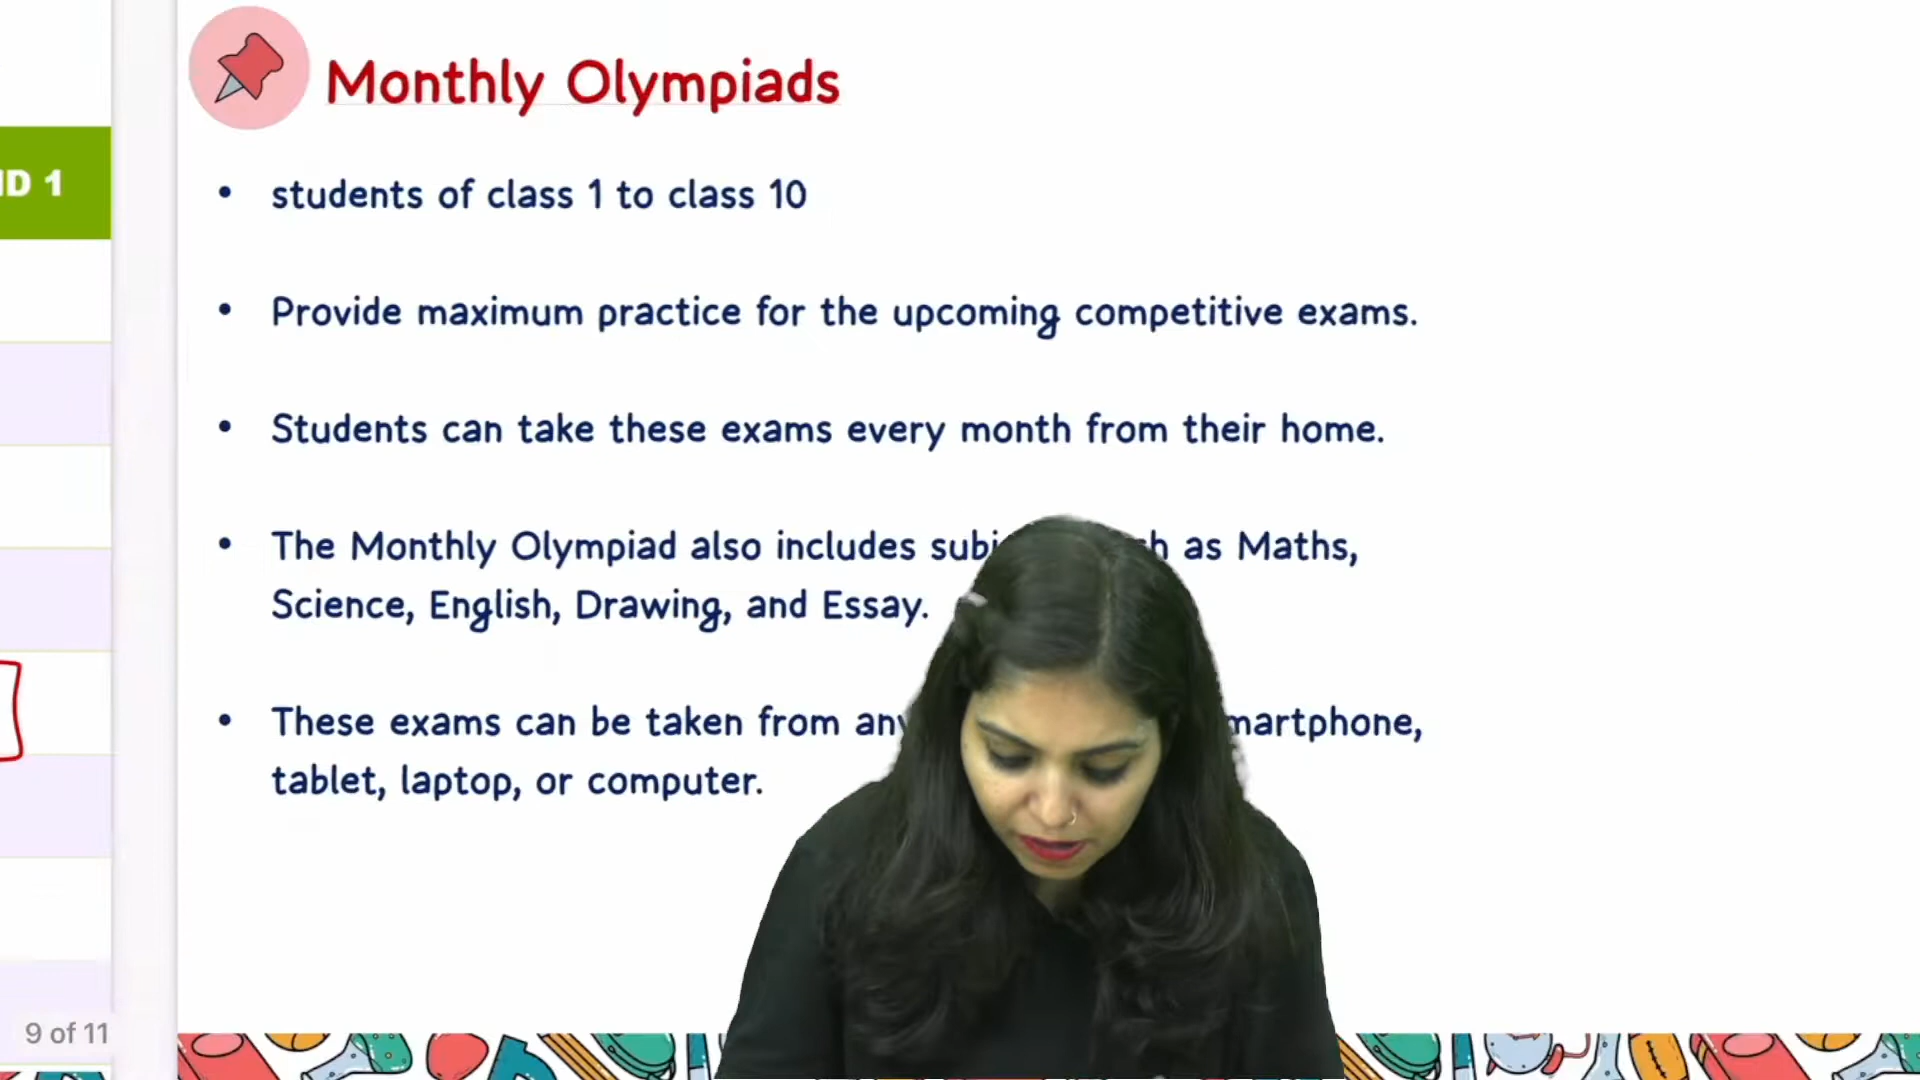 Monthly Olympiads
ID 1
• students of class 1 to class 10
• Provide maximum practice for the upcoming competitive exams.
• Students can take these exams every month from their home.
• The Monthly Olympiad also includes as Maths,
Science, English, Drawing, and Essay.
• These exams can be taken from
tablet, laptop, or computer.
9 of 11